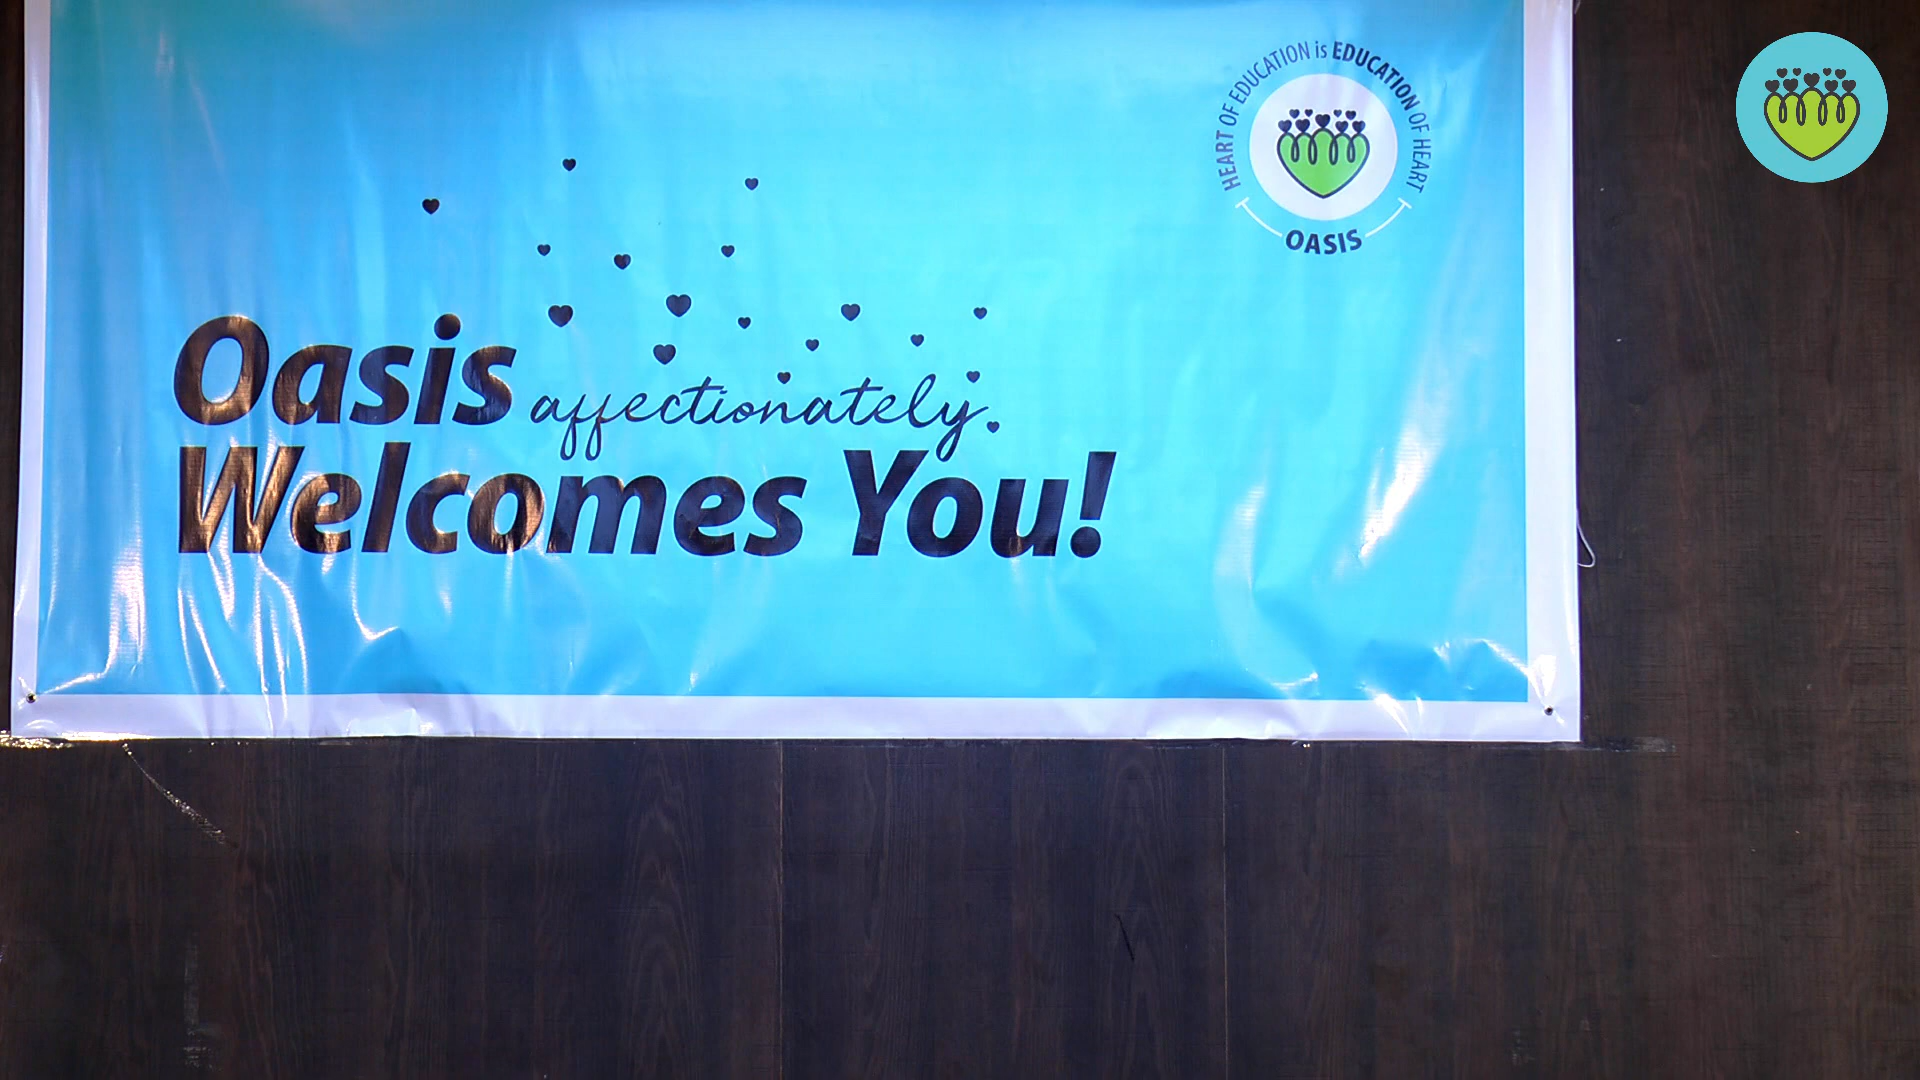 HEART OF EDUCATION is EDUCATION OF HEART
OASIS
Oasis affectionately
Welcomes You!